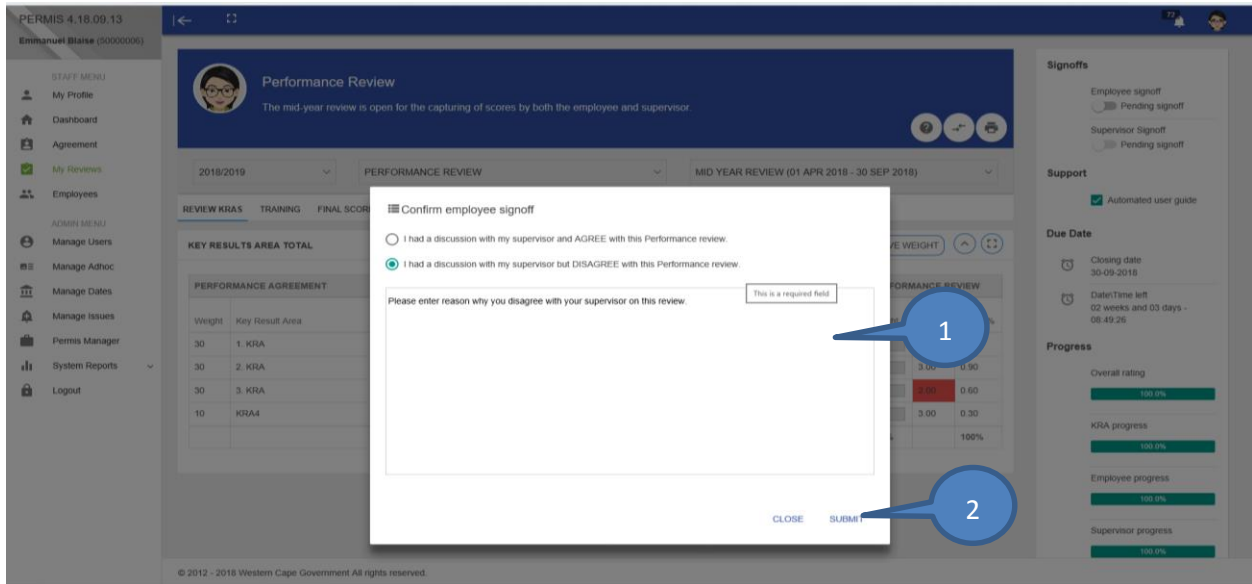 PERMIS 4.18.09.13
Emmanuel Blaise (50000006)
STAFF MENU
My Profile
Dashboard
Agreement
My Reviews
Employees
ADMIN MENU
Manage Users
Manage Adhoc
Manage Dates
Manage Issues
Permis Manager
System Reports
Logout
72
Performance Review
The mid-year review is open for the capturing of scores by both the employee and supervisor.
2018/2019
PERFORMANCE REVIEW
MID YEAR REVIEW (01 APR 2018 - 30 SEP 2018)
REVIEW KRAS TRAINING FINAL SCOR
KEY RESULTS AREA TOTAL
VE WEIGHT
PERFORMANCE AGREEMENT
FORMANCE REVIEW
Weight Key Result Area
%
30 1. KRA
30 2. KRA 3.00 0.90
30 3. KRA 2.00 0.60
10 KRA4 3.00 0.30
100%
Confirm employee signoff
I had a discussion with my supervisor and AGREE with this Performance review.
I had a discussion with my supervisor but DISAGREE with this Performance review.
Please enter reason why you disagree with your supervisor on this review.
This is a required field
1
CLOSE SUBMIT
2
Signoffs
Employee signoff
Pending signoff
Supervisor Signoff
Pending signoff
Support
Automated user guide
Due Date
Closing date
30-09-2018
Date\Time left
02 weeks and 03 days -
08:49:26
Progress
Overall rating
100.0%
KRA progress
100.0%
Employee progress
100.0%
Supervisor progress
100.0%
© 2012 - 2018 Western Cape Government All rights reserved.